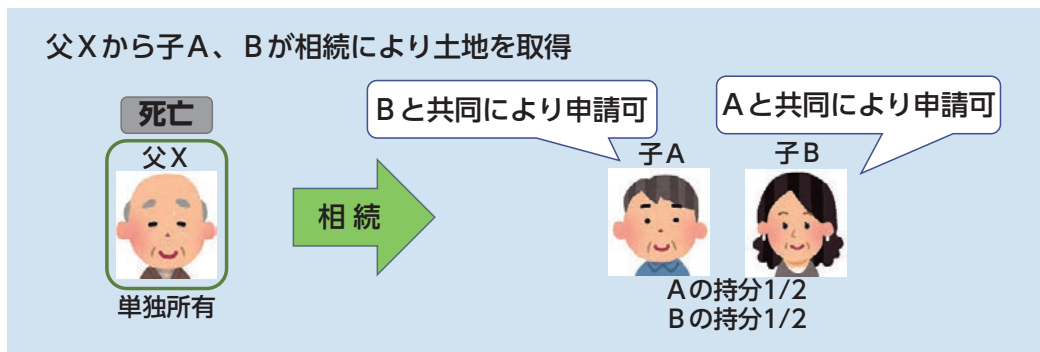 父Xから子A、Bが相続により土地を取得
死亡
父X
単独所有
相続
Bと共同により申請可
Aと共同により申請可
子A
子B
Aの持分1/2
Bの持分1/2